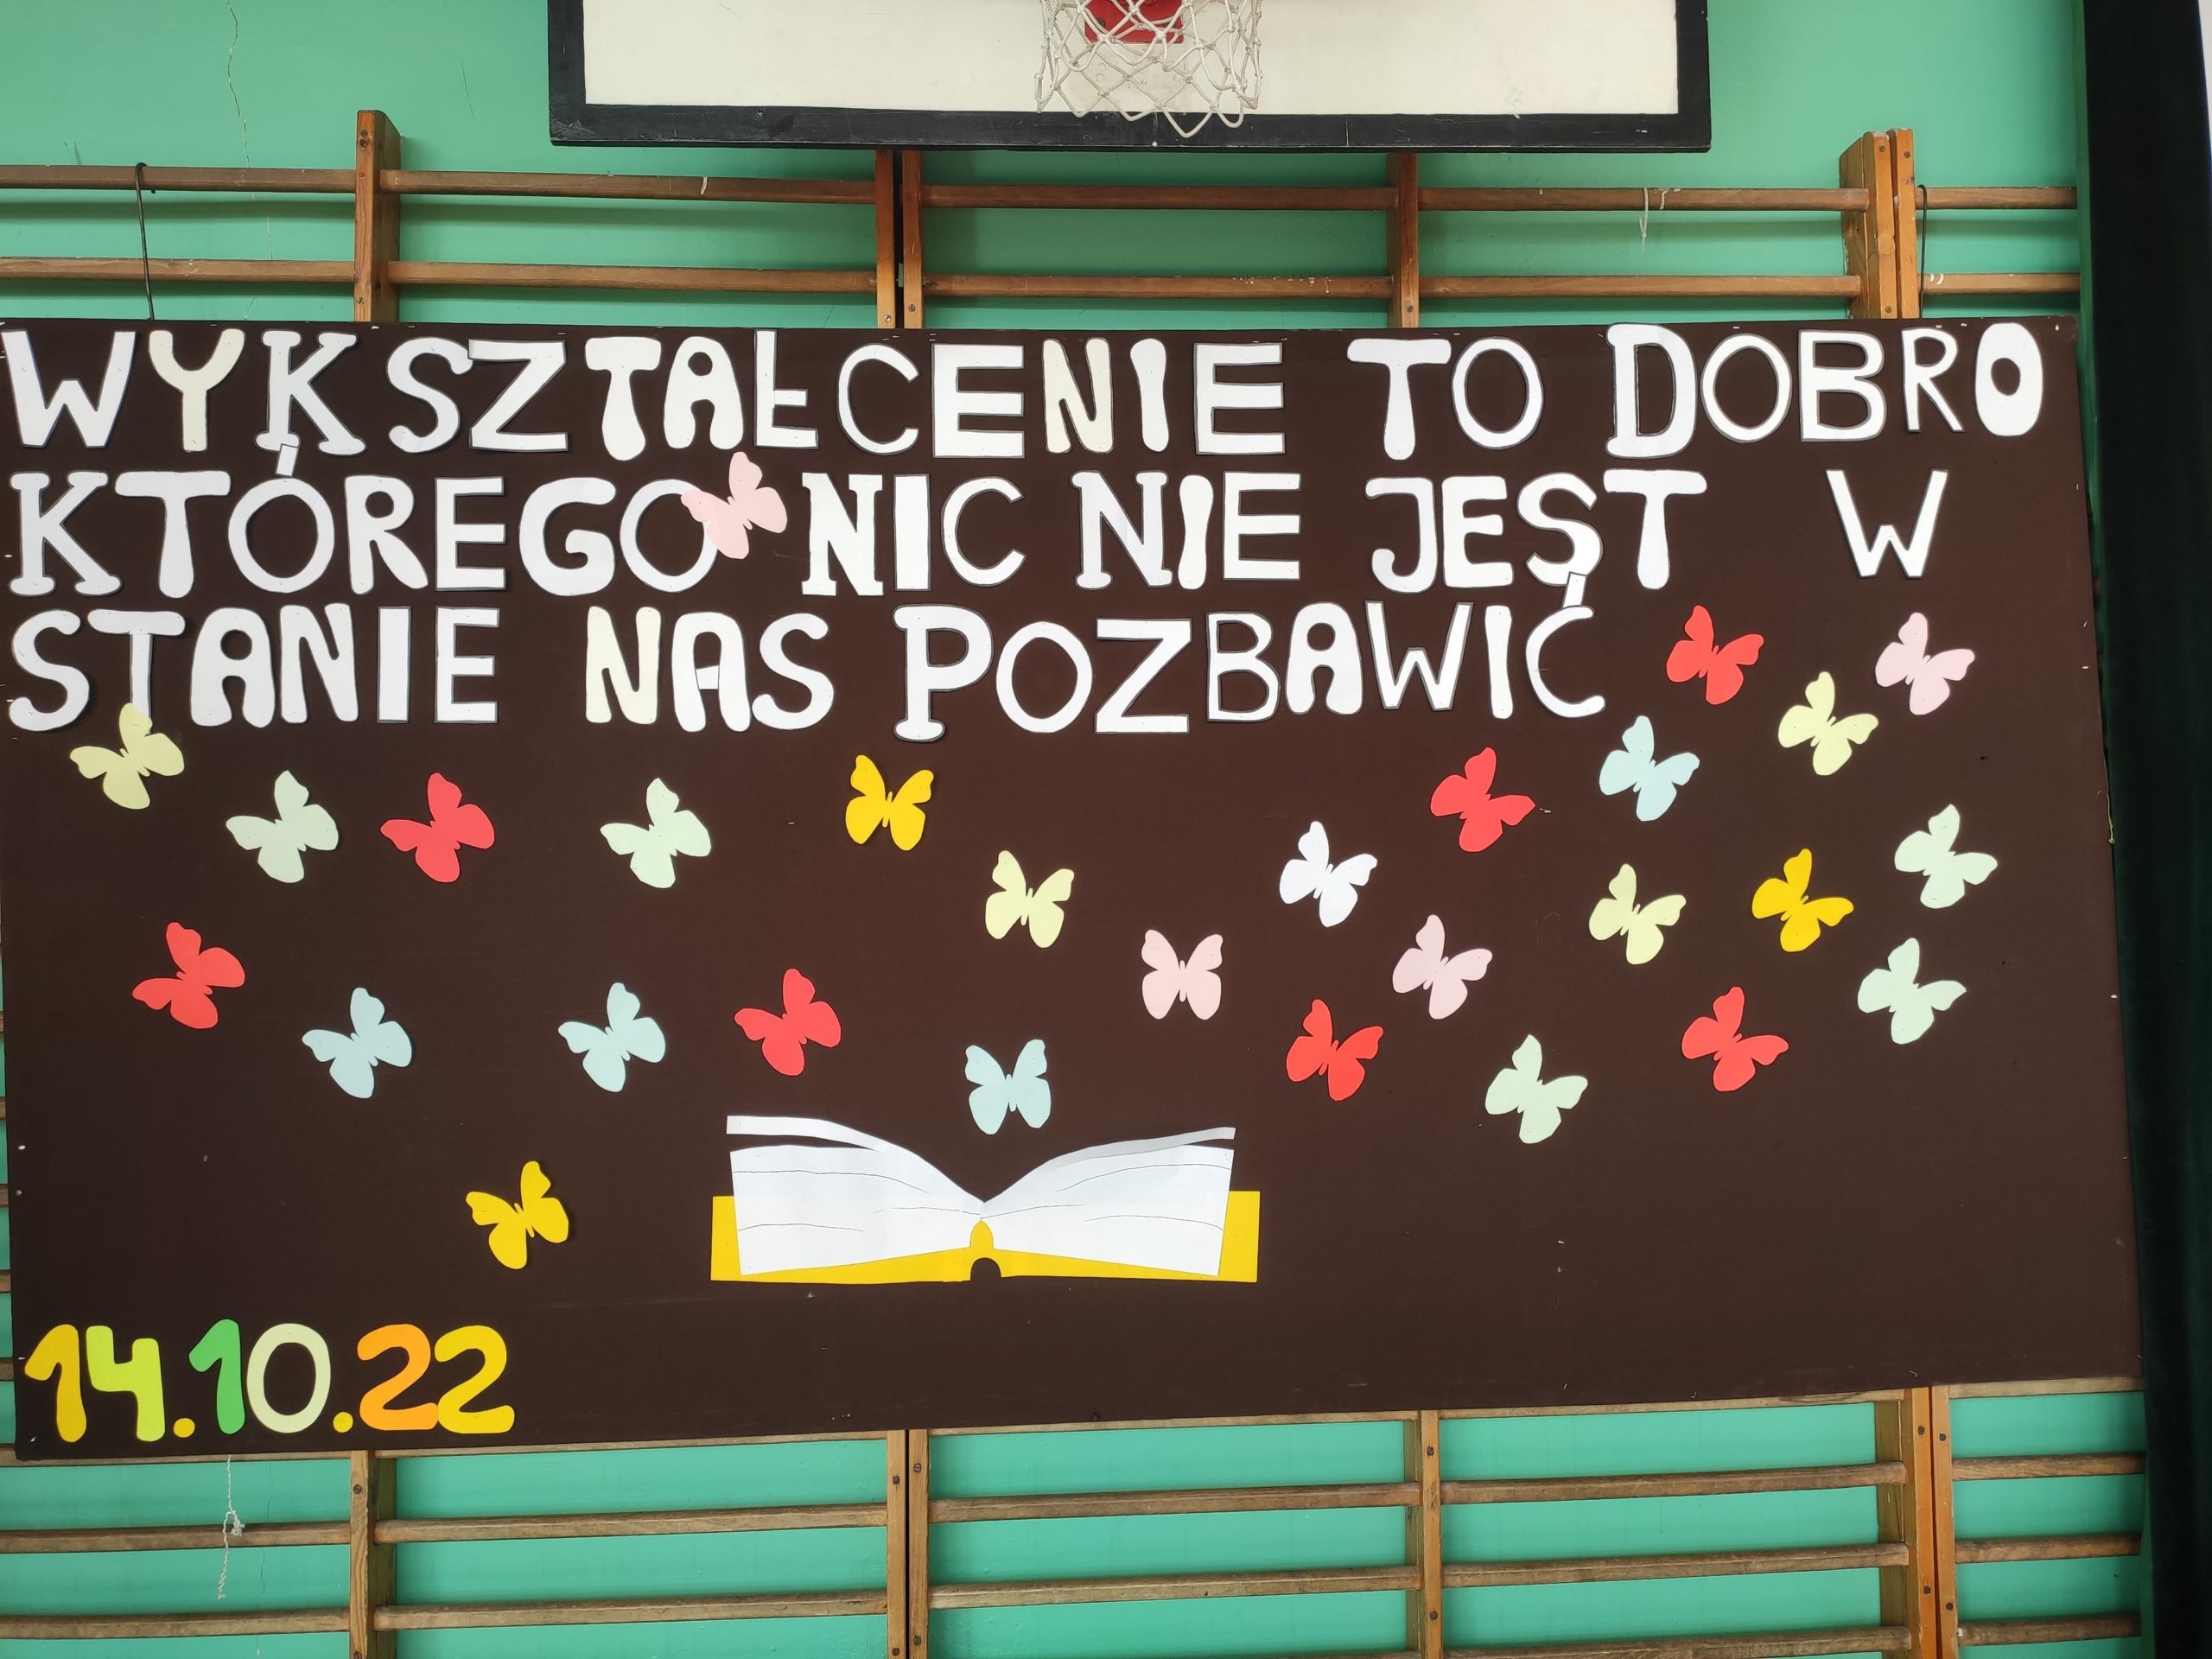 WYKSZTAŁCENIE TO DOBRO
KTÓREGO NIC NIE JEST W
STANIE NAS POZBAWIĆ
14.10.22